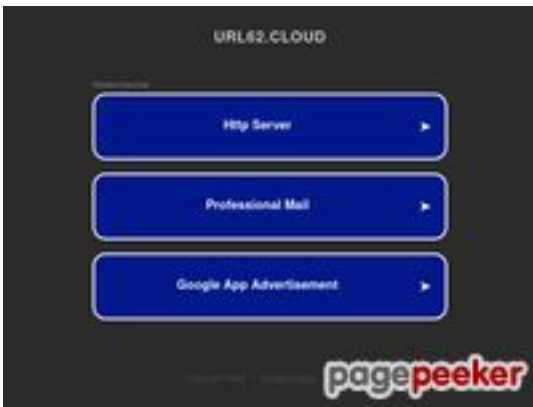 URL62.CLOUD
Http Server
Professional Mail
Google App Advertisement
pagepeeker